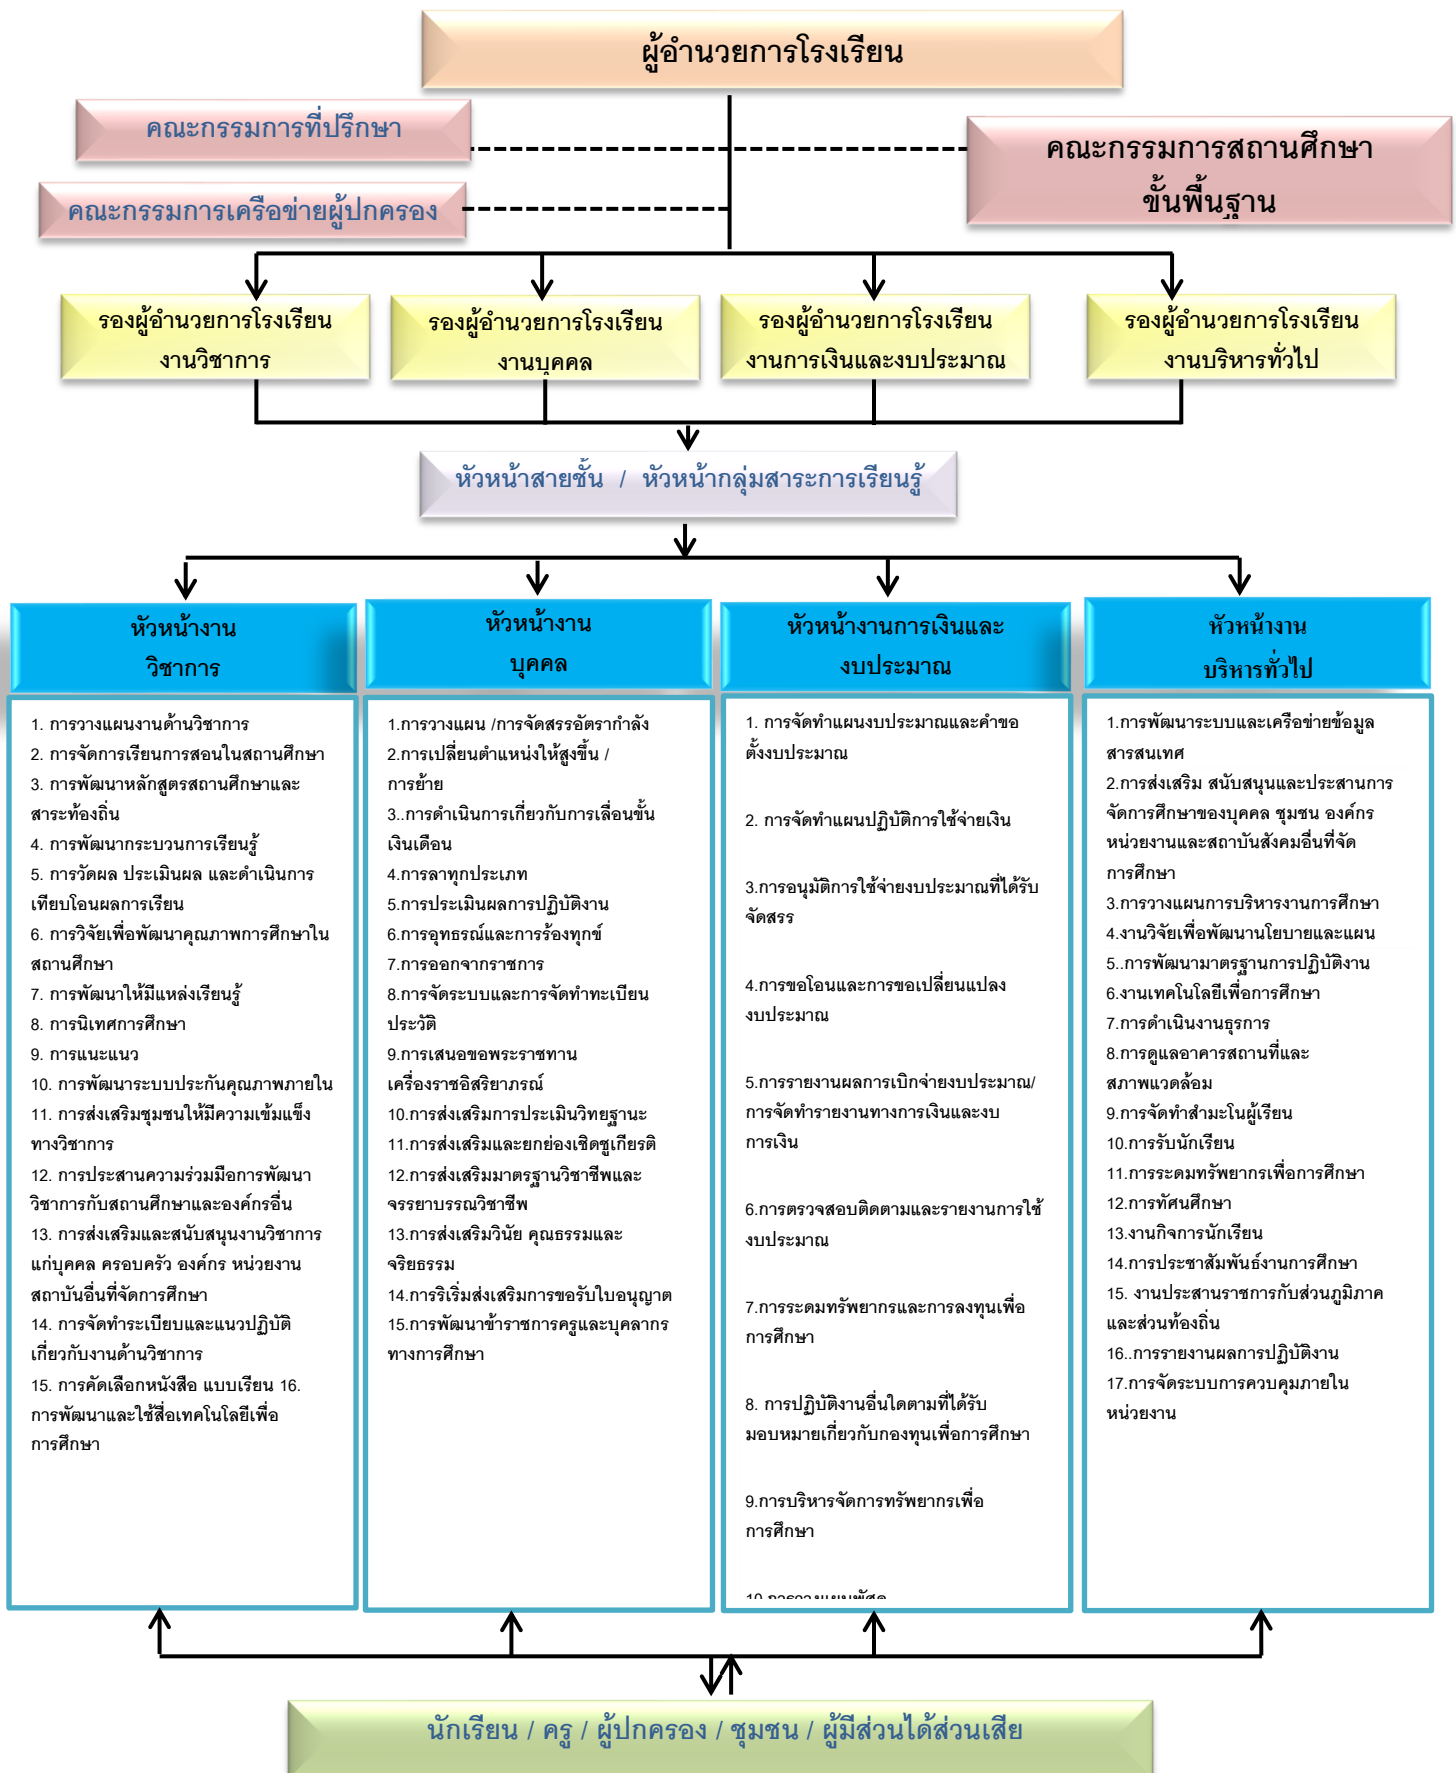 ผู้อำนวยการโรงเรียน
คณะกรรมการที่ปรึกษา
คณะกรรมการสถานศึกษา
ขั้นพื้นฐาน
คณะกรรมการเครือข่ายผู้ปกครอง
รองผู้อำนวยการโรงเรียน
งานวิชาการ
รองผู้อำนวยการโรงเรียน
งานบุคคล
รองผู้อำนวยการโรงเรียน
งานการเงินและงบประมาณ
รองผู้อำนวยการโรงเรียน
งานบริหารทั่วไป
หัวหน้าสายชั้น / หัวหน้ากลุ่มสาระการเรียนรู้
หัวหน้างาน
วิชาการ
1. การวางแผนงานด้านวิชาการ
2. การจัดการเรียนการสอนในสถานศึกษา
3. การพัฒนาหลักสูตรสถานศึกษาและ
สาระท้องถิ่น
4. การพัฒนากระบวนการเรียนรู้
5. การวัดผล ประเมินผล และดำเนินการ
เทียบโอนผลการเรียน
6. การวิจัยเพื่อพัฒนาคุณภาพการศึกษาใน
สถานศึกษา
7. การพัฒนาให้มีแหล่งเรียนรู้
8. การนิเทศการศึกษา
9. การแนะแนว
10. การพัฒนาระบบประกันคุณภาพภายใน
11. การส่งเสริมชุมชนให้มีความเข้มแข็ง
ทางวิชาการ
12. การประสานความร่วมมือการพัฒนา
วิชาการกับสถานศึกษาและองค์กรอื่น
13. การส่งเสริมและสนับสนุนงานวิชาการ
แก่บุคคล ครอบครัว องค์กร หน่วยงาน
สถาบันอื่นที่จัดการศึกษา
14. การจัดทำระเบียบและแนวปฏิบัติ
เกี่ยวกับงานด้านวิชาการ
15. การคัดเลือกหนังสือ แบบเรียน 16.
การพัฒนาและใช้สื่อเทคโนโลยีเพื่อ
การศึกษา
หัวหน้างาน
บุคคล
1.การวางแผน /การจัดสรรอัตรากำลัง
2.การเปลี่ยนตำแหน่งให้สูงขึ้น /
การย้าย
3..การดำเนินการเกี่ยวกับการเลื่อนขั้น
เงินเดือน
4.การลาทุกประเภท
5.การประเมินผลการปฏิบัติงาน
6.การอุทธรณ์และการร้องทุกข์
7.การออกจากราชการ
8.การจัดระบบและการจัดทำทะเบียน
ประวัติ
9.การเสนอขอพระราชทาน
เครื่องราชอิสริยาภรณ์
10.การส่งเสริมการประเมินวิทยฐานะ
11.การส่งเสริมและยกย่องเชิดชูเกียรติ
12.การส่งเสริมมาตรฐานวิชาชีพและ
จรรยาบรรณวิชาชีพ
13.การส่งเสริมวินัย คุณธรรมและ
จริยธรรม
14.การริเริ่มส่งเสริมการขอรับใบอนุญาต
15.การพัฒนาข้าราชการครูและบุคลากร
ทางการศึกษา
หัวหน้างานการเงินและ
งบประมาณ
1. การจัดทำแผนงบประมาณและคำขอ
ตั้งงบประมาณ
2. การจัดทำแผนปฏิบัติการใช้จ่ายเงิน
3.การอนุมัติการใช้จ่ายงบประมาณที่ได้รับ
จัดสรร
4.การขอโอนและการขอเปลี่ยนแปลง
งบประมาณ
5.การรายงานผลการเบิกจ่ายงบประมาณ/
การจัดทำรายงานทางการเงินและงบ
การเงิน
6.การตรวจสอบติดตามและรายงานการใช้
งบประมาณ
7.การระดมทรัพยากรและการลงทุนเพื่อ
การศึกษา
8. การปฏิบัติงานอื่นใดตามที่ได้รับ
มอบหมายเกี่ยวกับกองทุนเพื่อการศึกษา
9.การบริหารจัดการทรัพยากรเพื่อ
การศึกษา
10.การวางแผนพัสดุ
หัวหน้างาน
บริหารทั่วไป
1.การพัฒนาระบบและเครือข่ายข้อมูล
สารสนเทศ
2.การส่งเสริม สนับสนุนและประสานการ
จัดการศึกษาของบุคคล ชุมชน องค์กร
หน่วยงานและสถาบันสังคมอื่นที่จัด
การศึกษา
3.การวางแผนการบริหารงานการศึกษา
4.งานวิจัยเพื่อพัฒนานโยบายและแผน
5..การพัฒนามาตรฐานการปฏิบัติงาน
6.งานเทคโนโลยีเพื่อการศึกษา
7.การดำเนินงานธุรการ
8.การดูแลอาคารสถานที่และ
สภาพแวดล้อม
9.การจัดทำสำมะโนผู้เรียน
10.การรับนักเรียน
11.การระดมทรัพยากรเพื่อการศึกษา
12.การทัศนศึกษา
13.งานกิจการนักเรียน
14.การประชาสัมพันธ์งานการศึกษา
15. งานประสานราชการกับส่วนภูมิภาค
และส่วนท้องถิ่น
16..การรายงานผลการปฏิบัติงาน
17.การจัดระบบการควบคุมภายใน
หน่วยงาน
นักเรียน / ครู / ผู้ปกครอง / ชุมชน / ผู้มีส่วนได้ส่วนเสีย